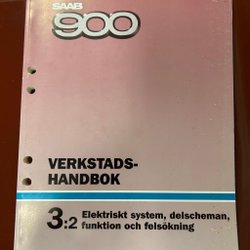 SAAB
900
VERKSTADS-
HANDBOK
3:2 Elektriskt system, delscheman,
funktion och felsökning